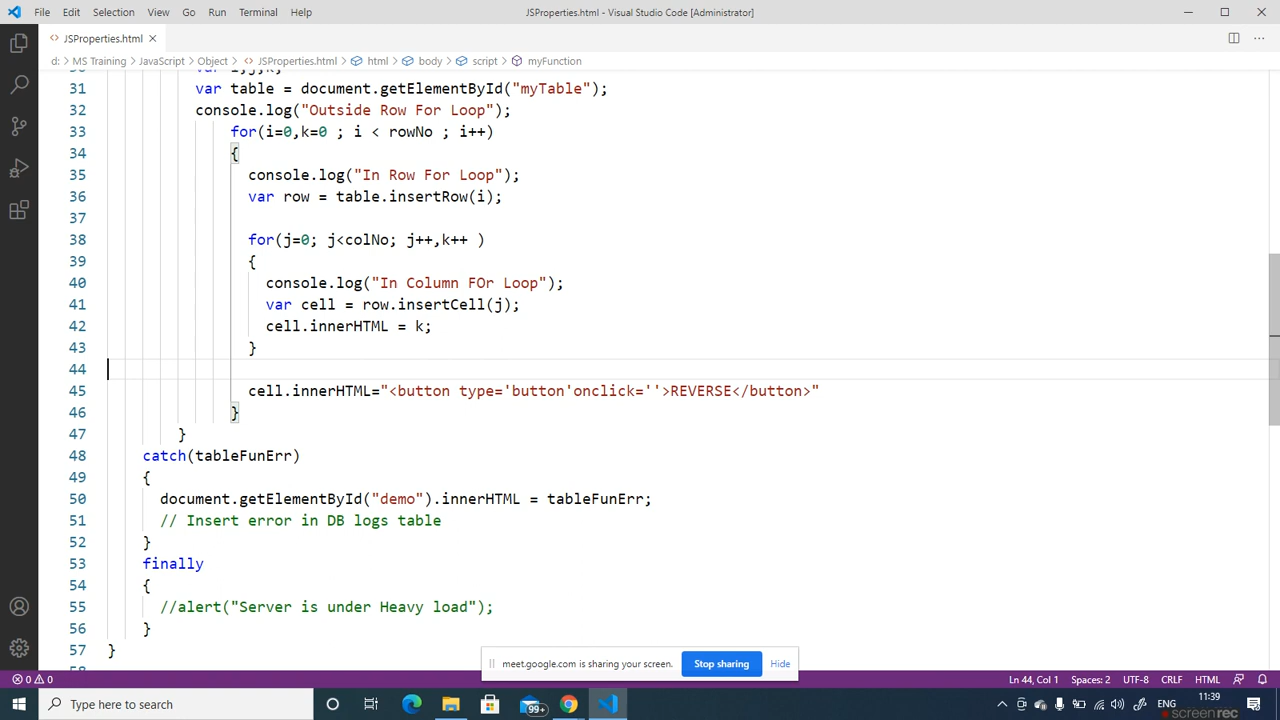 File Edit Selection View Go Run Terminal Help JSProperties.html - Visual Studio Code [Administrator]
<> JSProperties.html ×
d: > MS Training > JavaScript > Object > <> JSProperties.html > html > body > script > myFunction
30 var i,j,k;
31 var table = document.getElementById("myTable");
32 console.log("Outside Row For Loop");
33 for(i=0,k=0 ; i < rowNo ; i++)
34 {
35 console.log("In Row For Loop");
36 var row = table.insertRow(i);
37
38 for(j=0; j<colNo; j++,k++ )
39 {
40 console.log("In Column FOr Loop");
41 var cell = row.insertCell(j);
42 cell.innerHTML = k;
43 }
44
45 cell.innerHTML="<button type='button'onclick=''>REVERSE</button>"
46 }
47 }
48 catch(tableFunErr)
49 {
50 document.getElementById("demo").innerHTML = tableFunErr;
51 // Insert error in DB logs table
52 }
53 finally
54 {
55 //alert("Server is under Heavy load");
56 }
57 }
58
meet.google.com is sharing your screen. Stop sharing Hide
0 0 Ln 44, Col 1 Spaces: 2 UTF-8 CRLF HTML
Type here to search 99+ ENG 11:39
screenrec